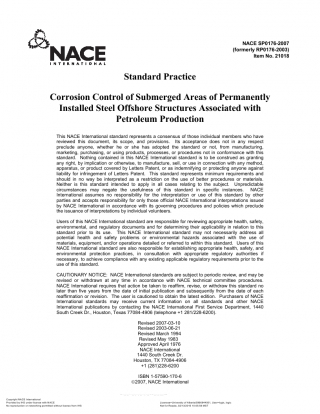 NACE SP0176-2007
(formerly RP0176-2003)
Item No. 21018
NACE
INTERNATIONAL
Standard Practice
Corrosion Control of Submerged Areas of Permanently
Installed Steel Offshore Structures Associated with
Petroleum Production
This NACE International standard represents a consensus of those individual members who have
reviewed this document, its scope, and provisions. Its acceptance does not in any respect
preclude anyone, whether he or she has adopted the standard or not, from manufacturing,
marketing, purchasing, or using products, processes, or procedures not in conformance with this
standard. Nothing contained in this NACE International standard is to be construed as granting
any right, by implication or otherwise, to manufacture, sell, or use in connection with any method,
apparatus, or product covered by Letters Patent, or as indemnifying or protecting anyone against
liability for infringement of Letters Patent. This standard represents minimum requirements and
should in no way be interpreted as a restriction on the use of better procedures or materials.
Neither is this standard intended to apply in all cases relating to the subject. Unpredictable
circumstances may negate the usefulness of this standard in specific instances. NACE
International assumes no responsibility for the interpretation or use of this standard by other
parties and accepts responsibility for only those official NACE International interpretations issued
by NACE International in accordance with its governing procedures and policies which preclude
the issuance of interpretations by individual volunteers.
Users of this NACE International standard are responsible for reviewing appropriate health, safety,
environmental, and regulatory documents and for determining their applicability in relation to this
standard prior to its use. This NACE International standard may not necessarily address all
potential health and safety problems or environmental hazards associated with the use of
materials, equipment, and/or operations detailed or referred to within this standard. Users of this
NACE International standard are also responsible for establishing appropriate health, safety, and
environmental protection practices, in consultation with appropriate regulatory authorities if
necessary, to achieve compliance with any existing applicable regulatory requirements prior to the
use of this standard.
CAUTIONARY NOTICE: NACE International standards are subject to periodic review, and may be
revised or withdrawn at any time in accordance with NACE technical committee procedures.
NACE International requires that action be taken to reaffirm, revise, or withdraw this standard no
later than five years from the date of initial publication and subsequently from the date of each
reaffirmation or revision. The user is cautioned to obtain the latest edition. Purchasers of NACE
International standards may receive current information on all standards and other NACE
International publications by contacting the NACE International First Service Department, 1440
South Creek Dr., Houston, Texas 77084-4906 (telephone +1 281/228-6200).
Revised 2007-03-10
Revised 2003-06-21
Revised March 1994
Revised May 1983
Approved April 1976
NACE International
1440 South Creek Dr.
Houston, TX 77084-4906
+1 (281)228-6200
ISBN 1-57590-170-6
©2007, NACE International
Copyright NACE International